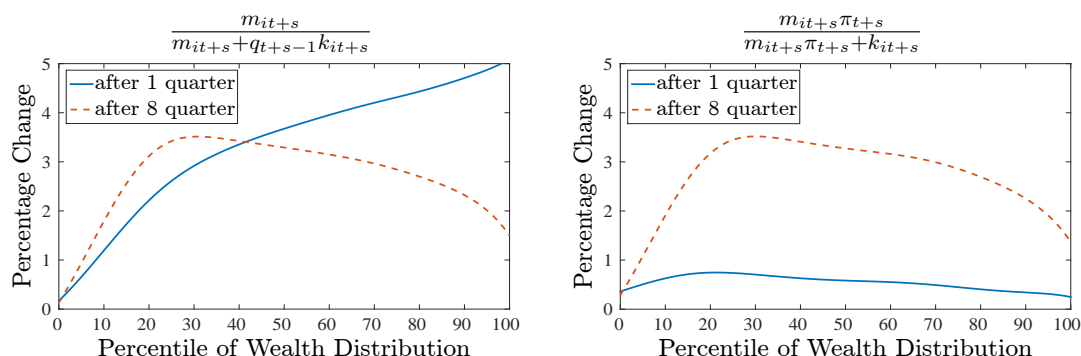 m_{it+s} / (m_{it+s}+q_{t+s−1}k_{it+s})
5
4
3
2
1
0
Percentage Change
after 1 quarter
after 8 quarter
0 10 20 30 40 50 60 70 80 90 100
Percentile of Wealth Distribution
m_{it+s}π_{t+s} / (m_{it+s}π_{t+s}+k_{it+s})
5
4
3
2
1
0
Percentage Change
after 1 quarter
after 8 quarter
0 10 20 30 40 50 60 70 80 90 100
Percentile of Wealth Distribution